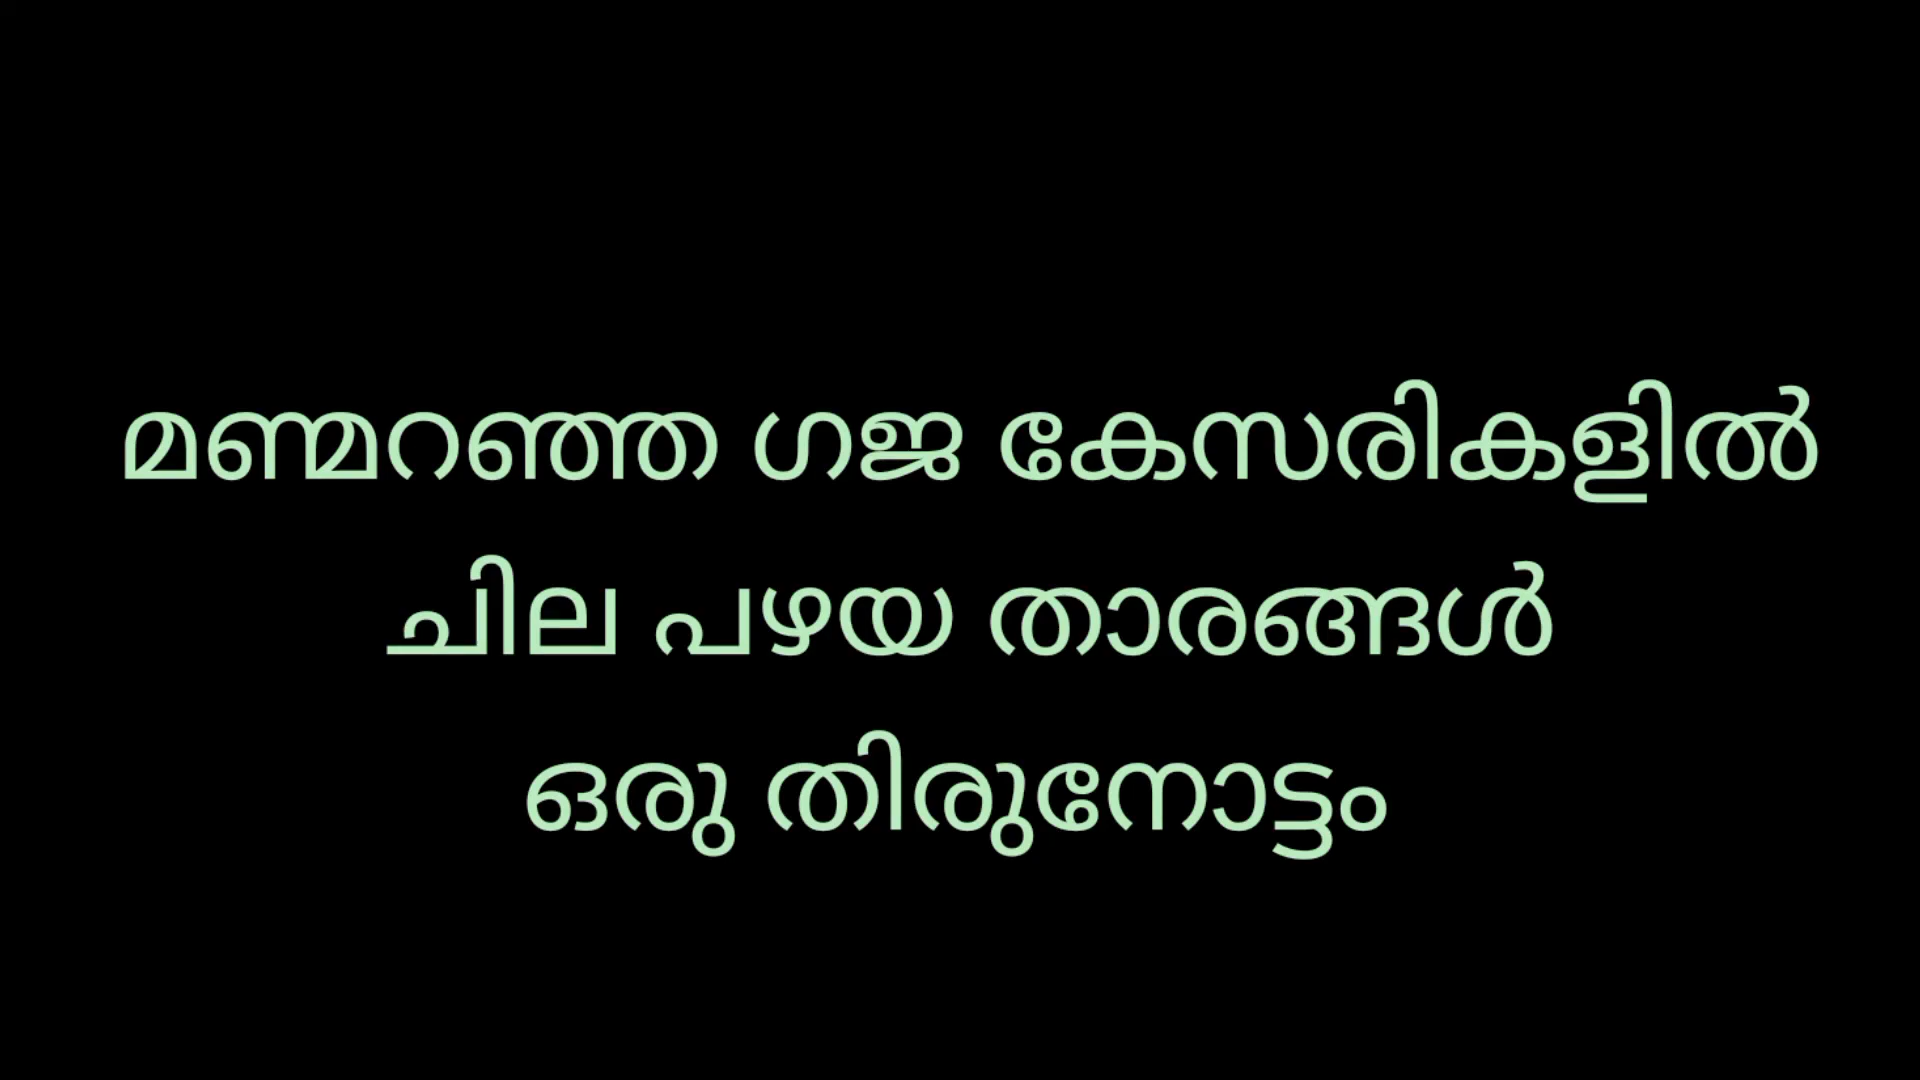 മണ്മറഞ്ഞ ഗജ കേസരികളിൽ
ചില പഴയ താരങ്ങൾ
ഒരു തിരുനോട്ടം